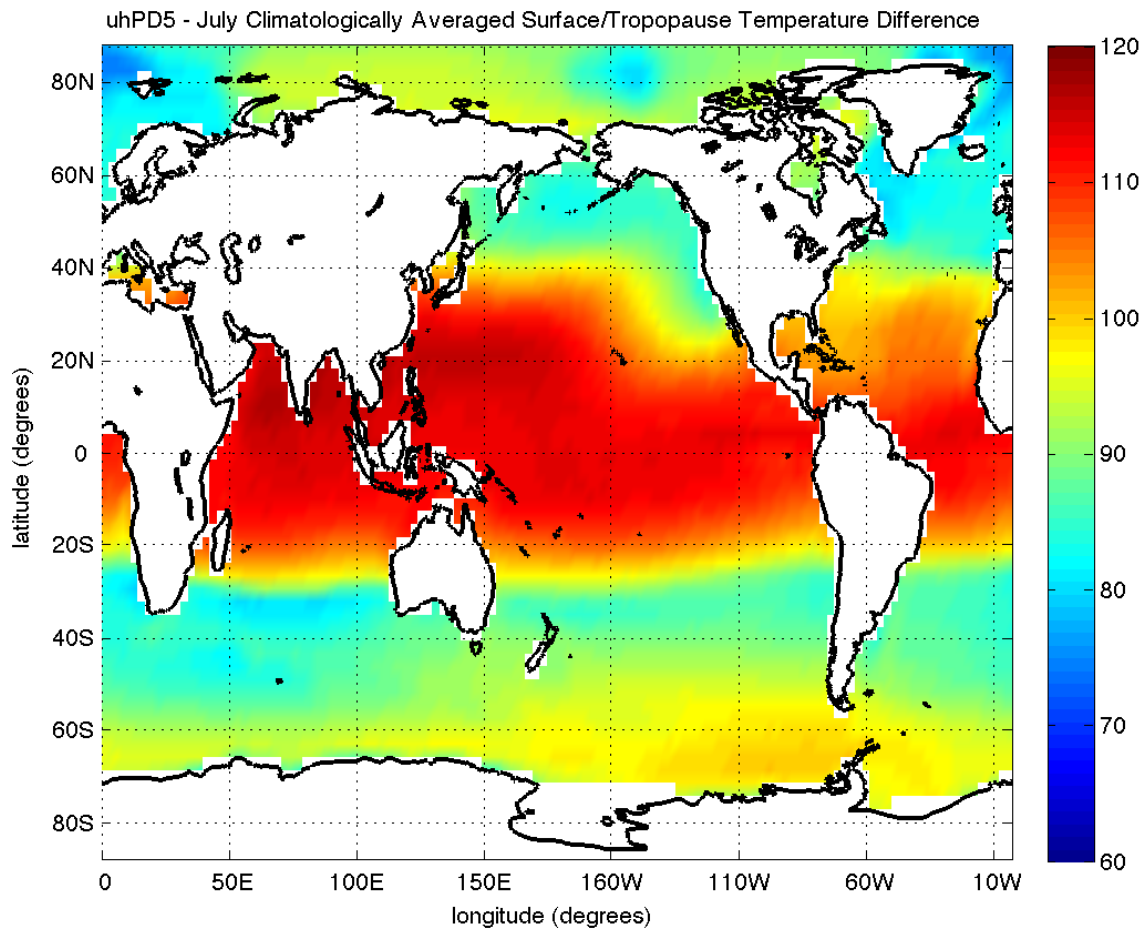 uhPD5 - July Climatologically Averaged Surface/Tropopause Temperature Difference
80N
60N
40N
20N
0
20S
40S
60S
80S
latitude (degrees)
0
50E
100E
150E
160W
110W
60W
10W
longitude (degrees)
120
110
100
90
80
70
60